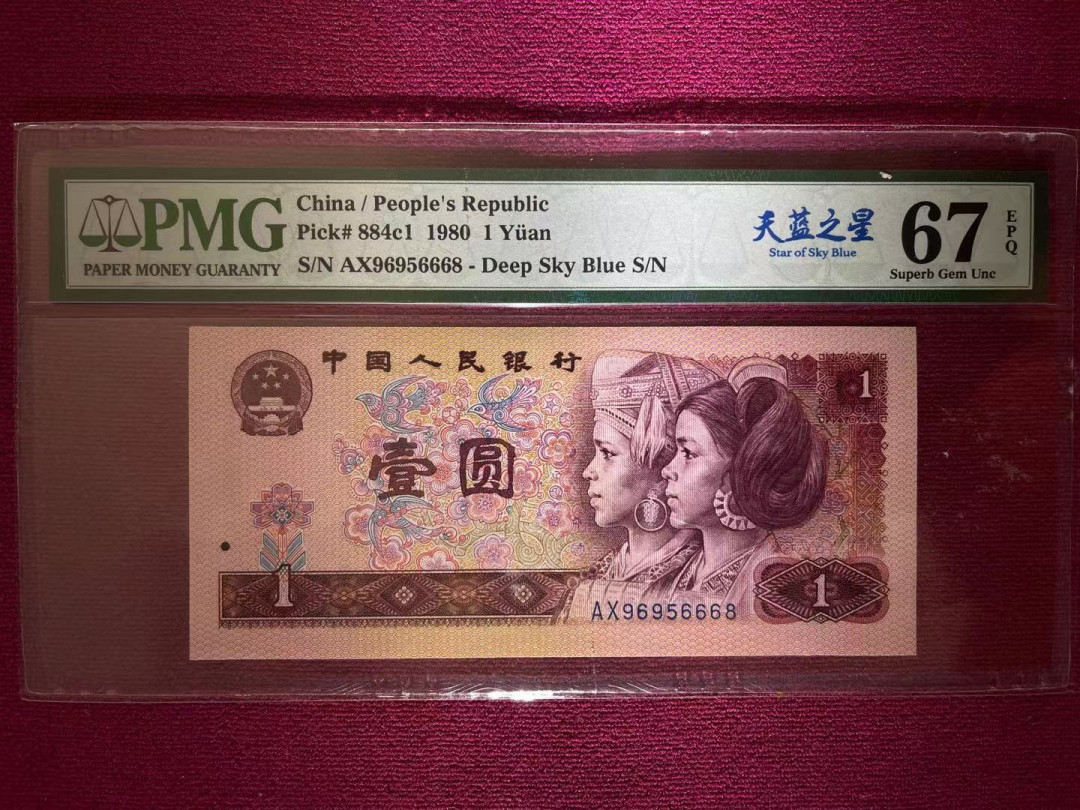 PMG
PAPER MONEY GUARANTY
China / People's Republic
Pick# 884c1 1980 1 Yüan
S/N AX96956668 - Deep Sky Blue S/N
天蓝之星
Star of Sky Blue
67
EPQ
Superb Gem Unc
中国人民银行
1
壹圆
1
1
AX96956668